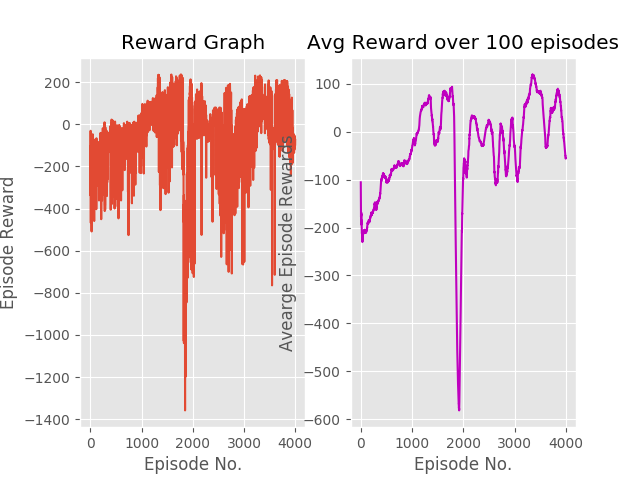 Reward Graph
Episode Reward
200
0
−200
−400
−600
−800
−1000
−1200
−1400
0 1000 2000 3000 4000
Episode No.
Avg Reward over 100 episodes
Avearge Episode Rewards
100
0
−100
−200
−300
−400
−500
−600
0 1000 2000 3000 4000
Episode No.